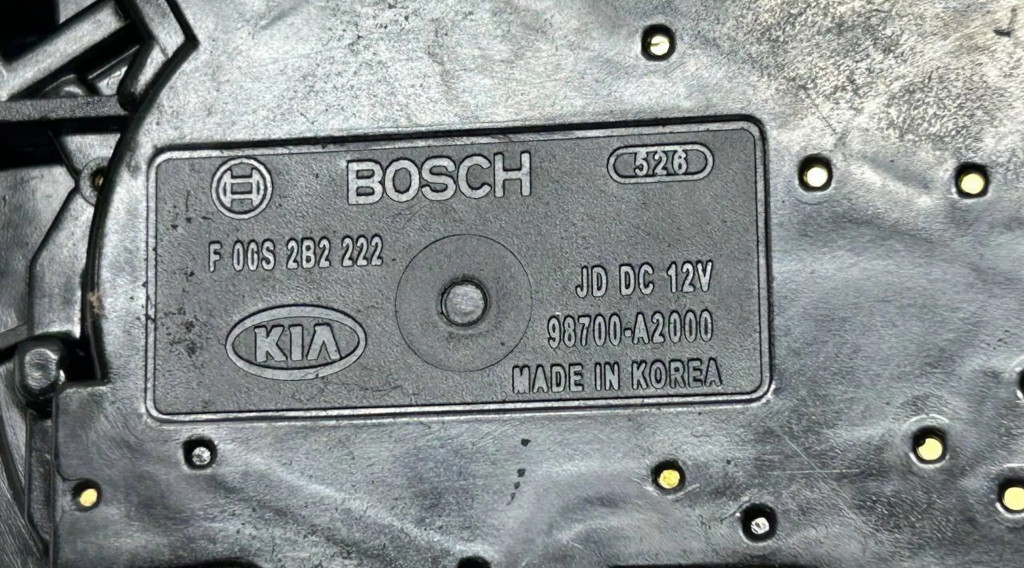 BOSCH
526
F 00S 2B2 222
JD DC 12V
KIA
98700-A2000
MADE IN KOREA